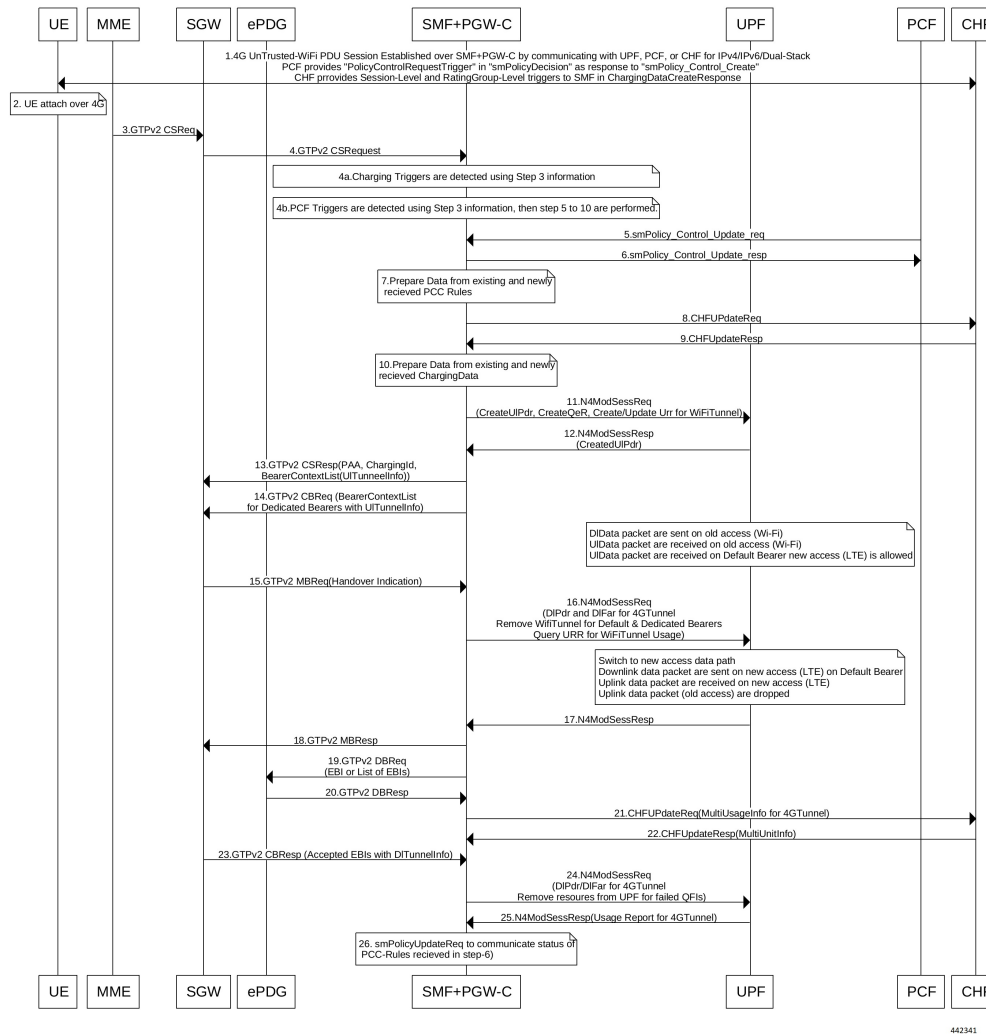 UE MME SGW ePDG SMF+PGW-C UPF PCF CHF
1.4G UnTrusted-WiFi PDU Session Established over SMF+PGW-C by communicating with UPF, PCF, or CHF for IPv4/IPv6/Dual-Stack
PCF provides "PolicyControlRequestTrigger" in "smPolicyDecision" as response to "smPolicy_Control_Create"
CHF provides Session-Level and RatingGroup-Level triggers to SMF in ChargingDataCreateResponse
2. UE attach over 4G
3.GTPv2 CSReq
4.GTPv2 CSRequest
4a.Charging Triggers are detected using Step 3 information
4b.PCF Triggers are detected using Step 3 information, then step 5 to 10 are performed.
5.smPolicy_Control_Update_req
6.smPolicy_Control_Update_resp
7.Prepare Data from existing and newly
recieved PCC Rules
8.CHFUPdateReq
9.CHFUpdateResp
10.Prepare Data from existing and newly
recieved ChargingData
11.N4ModSessReq
(CreateUlPdr, CreateQeR, Create/Update Urr for WiFiTunnel)
12.N4ModSessResp
(CreatedUlPdr)
13.GTPv2 CSResp(PAA, ChargingId,
BearerContextList(UlTunneelInfo))
14.GTPv2 CBReq (BearerContextList
for Dedicated Bearers with UlTunnelInfo)
DlData packet are sent on old access (Wi-Fi)
UlData packet are received on old access (Wi-Fi)
UlData packet are received on Default Bearer new access (LTE) is allowed
15.GTPv2 MBReq(Handover Indication)
16.N4ModSessReq
(DlPdr and DlFar for 4GTunnel
Remove WifiTunnel for Default & Dedicated Bearers
Query URR for WiFiTunnel Usage)
Switch to new access data path
Downlink data packet are sent on new access (LTE) on Default Bearer
Uplink data packet are received on new access (LTE)
Uplink data packet (old access) are dropped
17.N4ModSessResp
18.GTPv2 MBResp
19.GTPv2 DBReq
(EBI or List of EBIs)
20.GTPv2 DBResp
21.CHFUPdateReq(MultiUsageInfo for 4GTunnel)
22.CHFUpdateResp(MultiUnitInfo)
23.GTPv2 CBResp (Accepted EBIs with DlTunnelInfo)
24.N4ModSessReq
(DlPdr/DlFar for 4GTunnel
Remove resoures from UPF for failed QFIs)
25.N4ModSessResp(Usage Report for 4GTunnel)
26. smPolicyUpdateReq to communicate status of
PCC-Rules recieved in step-6)
UE MME SGW ePDG SMF+PGW-C UPF PCF CHF
442341